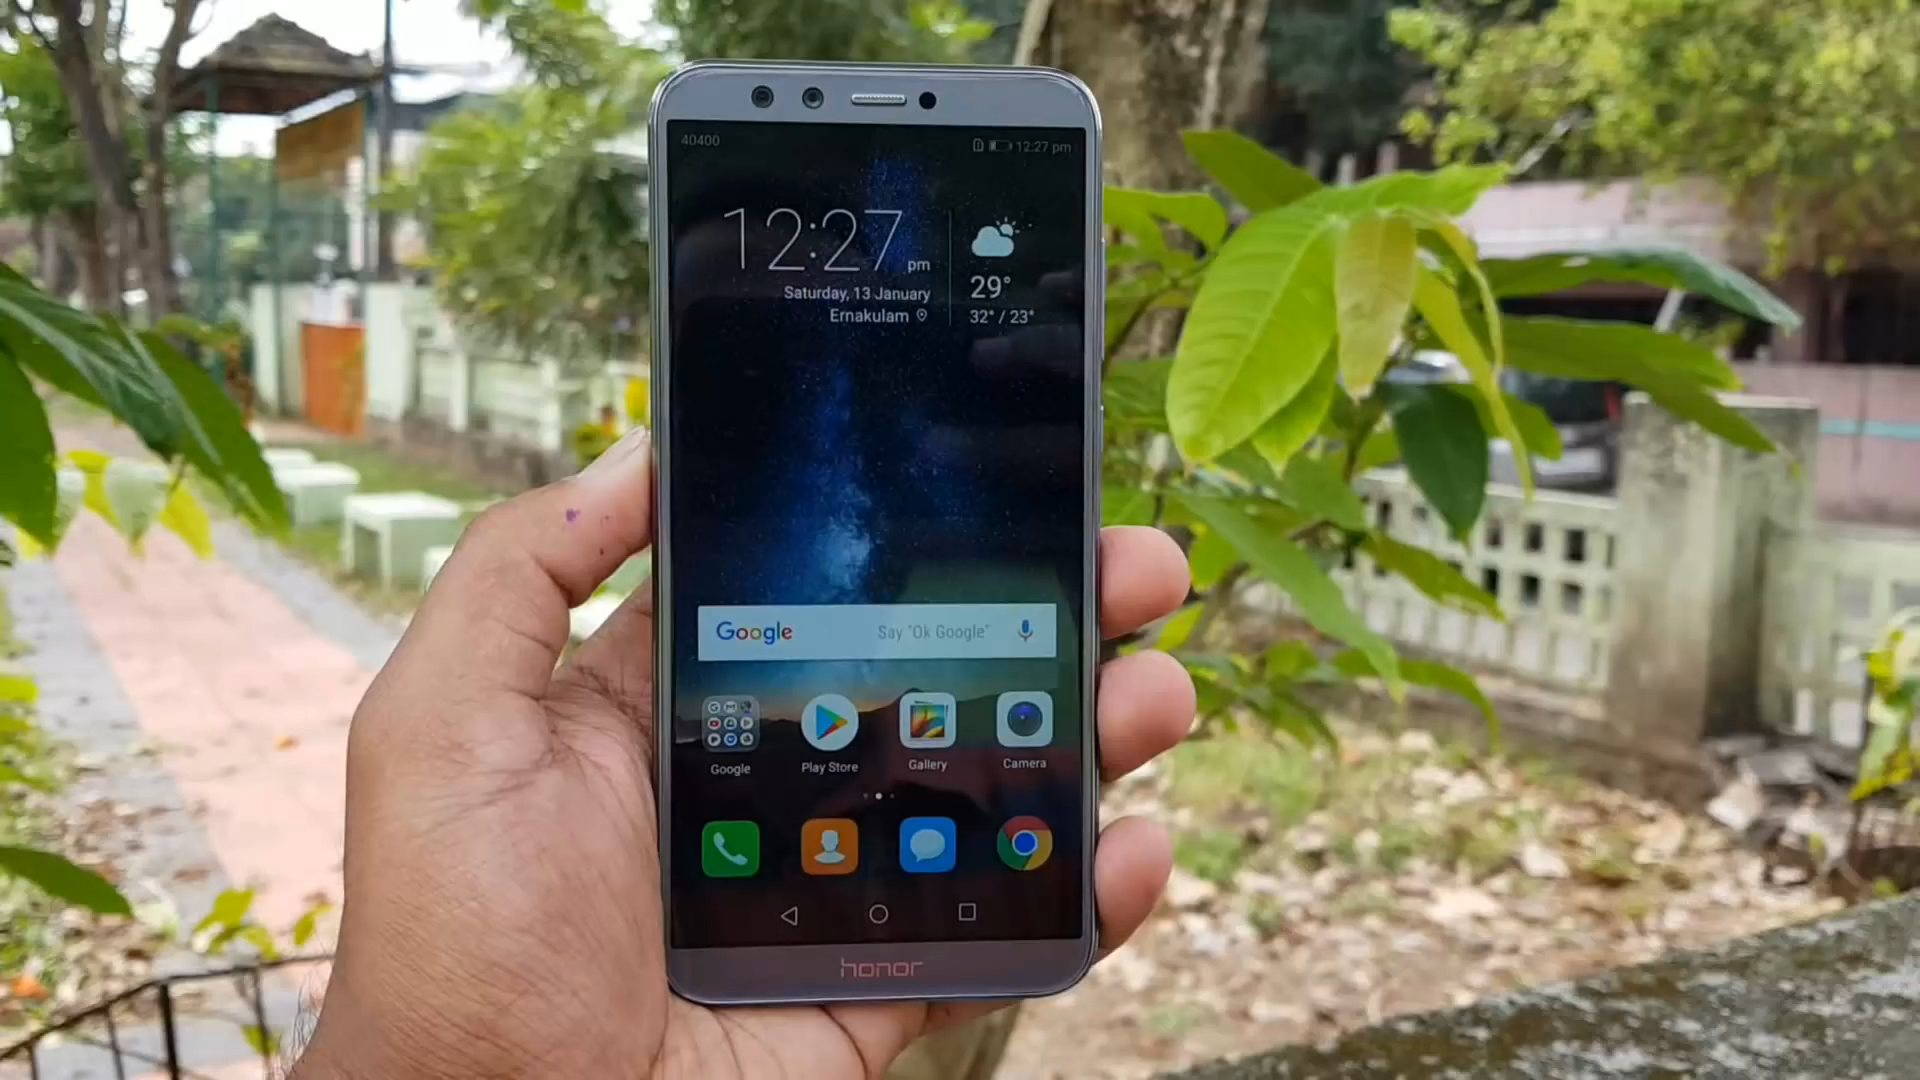 40400
12:27 pm
12:27 pm
29°
Saturday, 13 January
Ernakulam
32° / 23°
Google
Say "Ok Google"
Google
Play Store
Gallery
Camera
honor